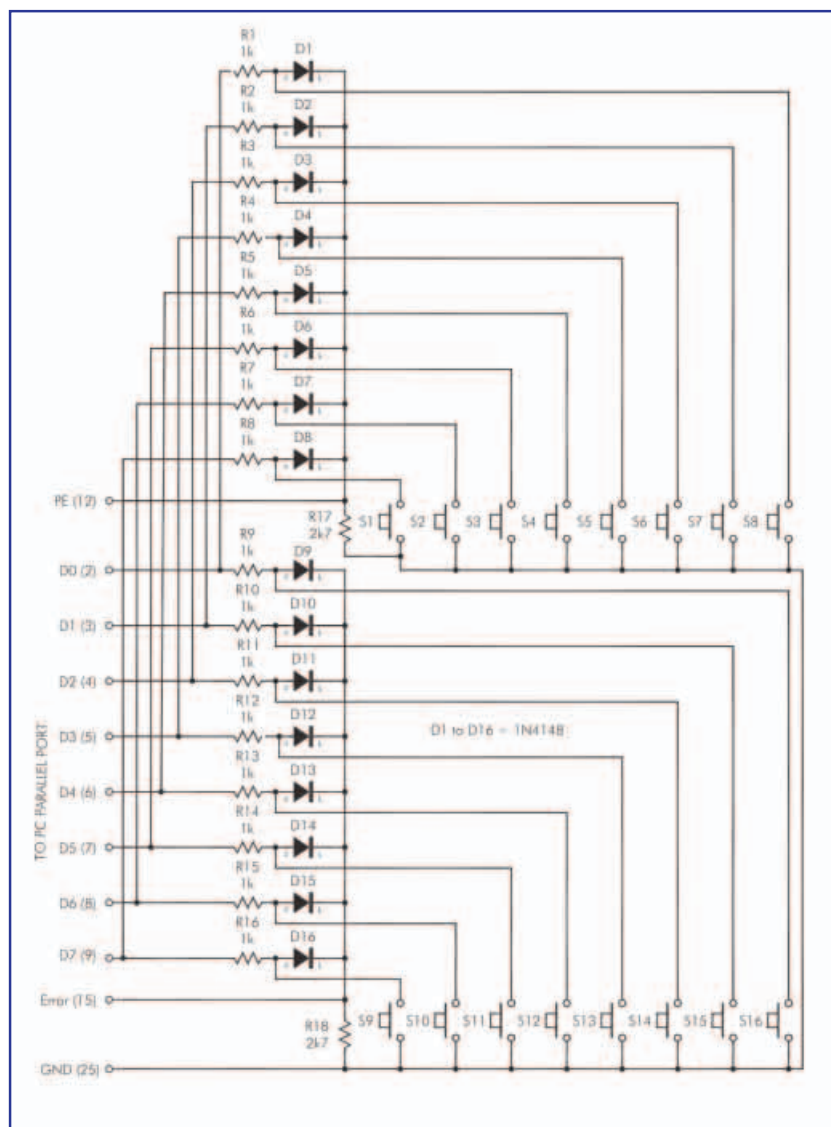 R1
1k
D1
R2
1k
D2
R3
1k
D3
R4
1k
D4
R5
1k
D5
R6
1k
D6
R7
1k
D7
R8
1k
D8
PE (12)
R17
2k7
S1
S2
S3
S4
S5
S6
S7
S8
R9
1k
D9
D0 (2)
R10
1k
D10
D1 (3)
R11
1k
D11
D2 (4)
R12
1k
D12
D1 to D16 = 1N4148
D3 (5)
R13
1k
D13
D4 (6)
R14
1k
D14
D5 (7)
R15
1k
D15
D6 (8)
R16
1k
D16
D7 (9)
TO PC PARALLEL PORT
Error (15)
R18
2k7
S9
S10
S11
S12
S13
S14
S15
S16
GND (25)